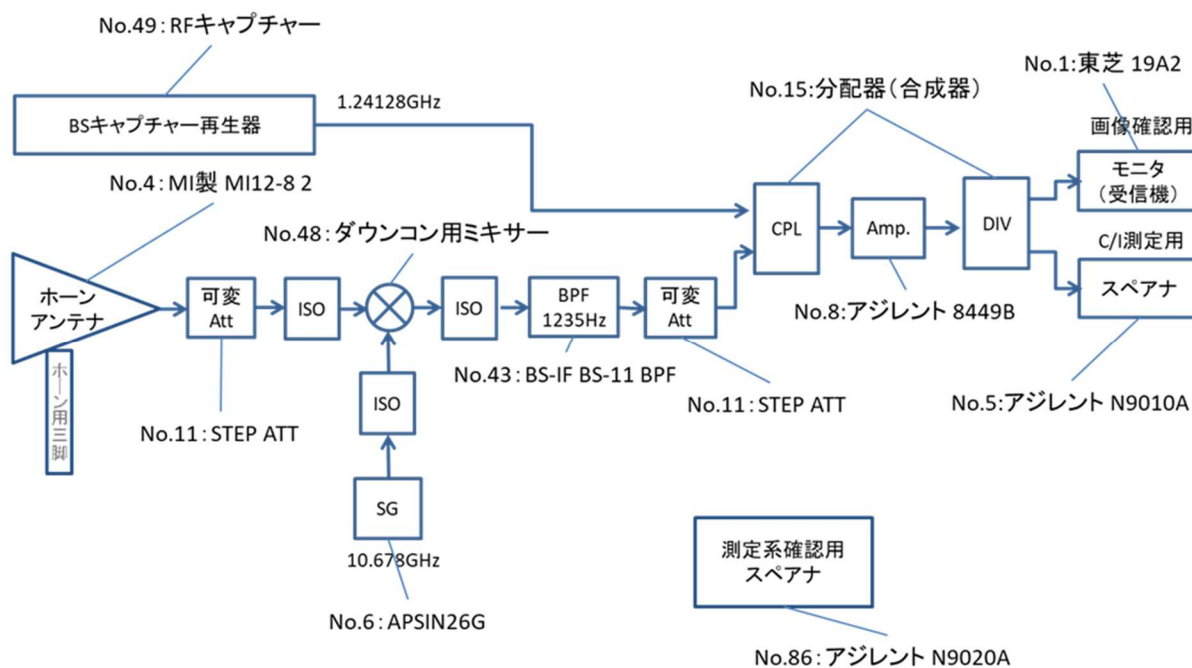 No.49：RFキャプチャー
BSキャプチャー再生器
1.24128GHz
No.4：MI製 MI12-8 2
No.48：ダウンコン用ミキサー
No.15:分配器（合成器）
No.1:東芝 19A2
画像確認用
モニタ
（受信機）
CPL
Amp.
DIV
C/I測定用
スペアナ
ホーン
アンテナ
可変
Att
ISO
ISO
BPF
1235Hz
可変
Att
No.8：アジレント 8449B
ホーン用三脚
No.11：STEP ATT
ISO
No.43：BS-IF BS-11 BPF
No.11：STEP ATT
No.5:アジレント N9010A
SG
10.678GHz
No.6：APSIN26G
測定系確認用
スペアナ
No.86：アジレント N9020A